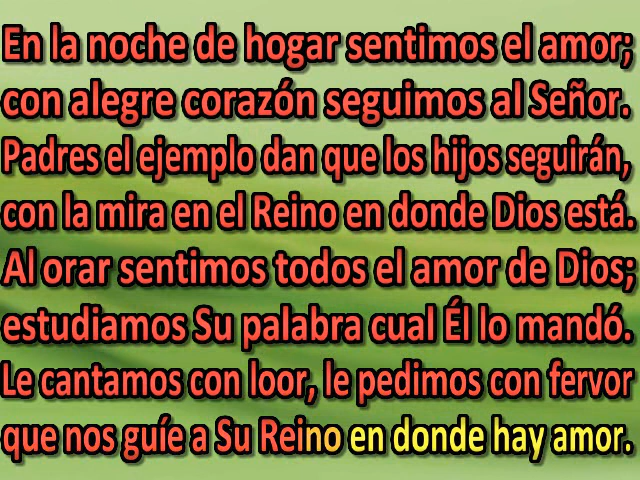 En la noche de hogar sentimos el amor;
con alegre corazón seguimos al Señor.
Padres el ejemplo dan que los hijos seguirán,
con la mira en el Reino en donde Dios está.
Al orar sentimos todos el amor de Dios;
estudiamos Su palabra cual Él lo mandó.
Le cantamos con loor, le pedimos con fervor
que nos guíe a Su Reino en donde hay amor.